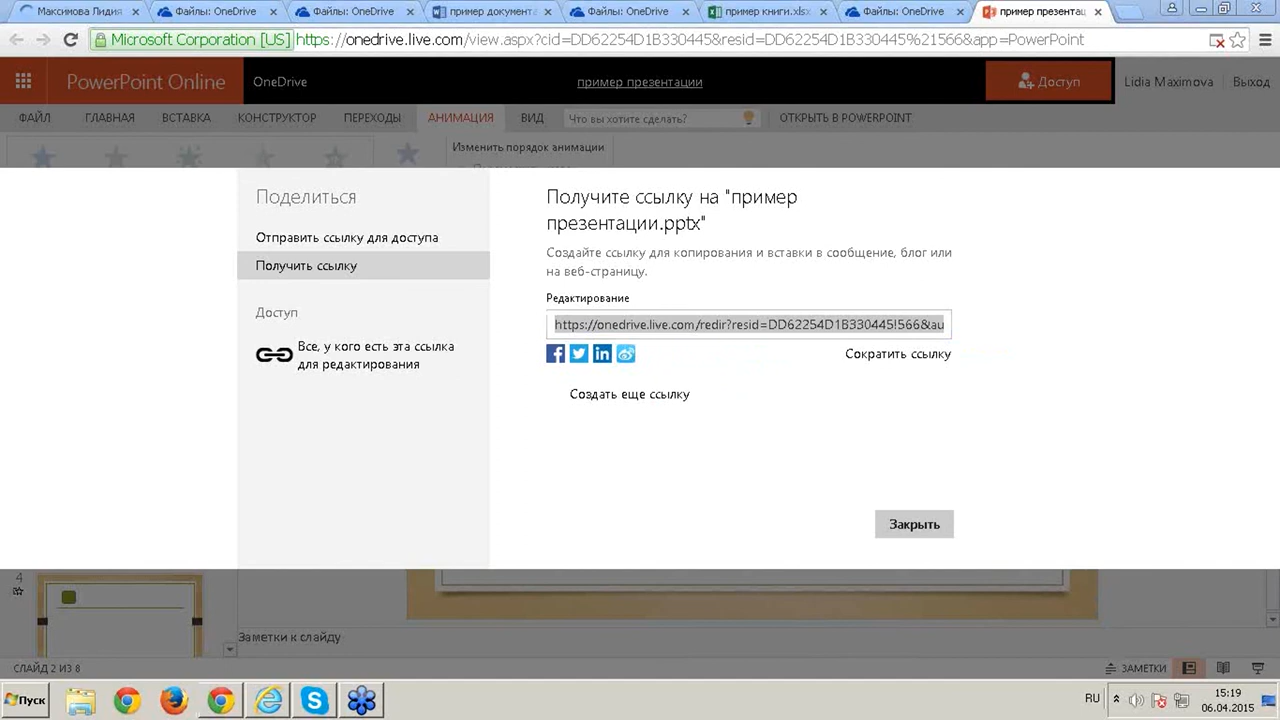 Максимова Лидия
Файлы: OneDrive
Файлы: OneDrive
пример документа
Файлы: OneDrive
пример книги.xlsx
Файлы: OneDrive
пример презентац
Microsoft Corporation [US]
https://onedrive.live.com/view.aspx?cid=DD62254D1B330445&resid=DD62254D1B330445%21566&app=PowerPoint
PowerPoint Online
OneDrive
пример презентации
Доступ
Lidia Maximova
Выход
ФАЙЛ
ГЛАВНАЯ
ВСТАВКА
КОНСТРУКТОР
ПЕРЕХОДЫ
АНИМАЦИЯ
ВИД
Что вы хотите сделать?
ОТКРЫТЬ В POWERPOINT
Изменить порядок анимации
Поделиться
Отправить ссылку для доступа
Получить ссылку
Доступ
Все, у кого есть эта ссылка
для редактирования
Получите ссылку на "пример
презентации.pptx"
Создайте ссылку для копирования и вставки в сообщение, блог или
на веб-страницу.
Редактирование
https://onedrive.live.com/redir?resid=DD62254D1B330445!566&au
Сократить ссылку
Создать еще ссылку
Закрыть
4
Заметки к слайду
СЛАЙД 2 ИЗ 8
ЗАМЕТКИ
Пуск
RU
15:19
06.04.2015